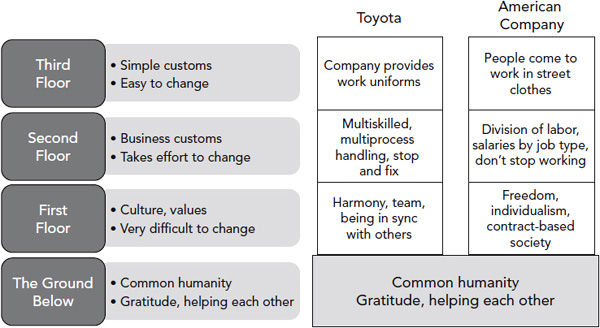 Toyota
American
Company
Third
Floor
• Simple customs
• Easy to change
Company provides
work uniforms
People come to
work in street
clothes
Second
Floor
• Business customs
• Takes effort to change
Multiskilled,
multiprocess
handling, stop
and fix
Division of labor,
salaries by job type,
don't stop working
First
Floor
• Culture, values
• Very difficult to change
Harmony, team,
being in sync
with others
Freedom,
individualism,
contract-based
society
The Ground
Below
• Common humanity
• Gratitude, helping each other
Common humanity
Gratitude, helping each other